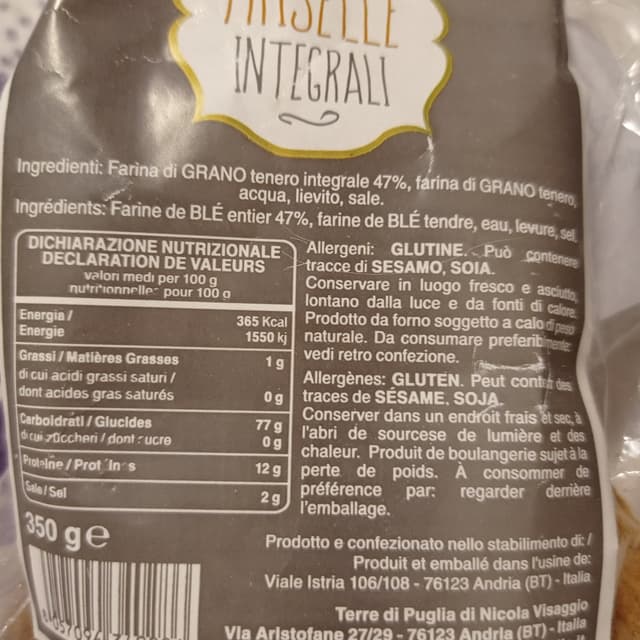 FRISELLE
INTEGRALI
Ingredienti: Farina di GRANO tenero integrale 47%, farina di GRANO tenero,
acqua, lievito, sale.
Ingrédients: Farine de BLÉ entier 47%, farine de BLÉ tendre, eau, levure, sel.
DICHIARAZIONE NUTRIZIONALE
DECLARATION DE VALEURS
valori medi per 100 g
nutritionnelles pour 100 g
Energia / 365 Kcal
Energie 1550 kj
Grassi / Matières Grasses 1 g
di cui acidi grassi saturi /
dont acides gras saturés 0 g
Carboidrati / Glucides 77 g
di cui zuccheri / dont sucre 0 g
Proteine / Protéines 12 g
Sale / Sel 2 g
350 g e
Allergeni: GLUTINE. Può contenere
tracce di SESAMO, SOIA.
Conservare in luogo fresco e asciutto,
lontano dalla luce e da fonti di calore.
Prodotto da forno soggetto a calo di peso
naturale. Da consumare preferibilmente:
vedi retro confezione.
Allergènes: GLUTEN. Peut contenir des
traces de SÉSAME, SOJA.
Conserver dans un endroit frais et sec, à
l'abri de sourcese de lumière et des
chaleur. Produit de boulangerie sujet à la
perte de poids. À consommer de
préférence par: regarder derrière
l'emballage.
Prodotto e confezionato nello stabilimento di: /
Produit et emballé dans l'usine de:
Viale Istria 106/108 - 76123 Andria (BT) - Italia
Terre di Puglia di Nicola Visaggio
Via Aristofane 27/29 - 76123 Andria (BT) - Italia